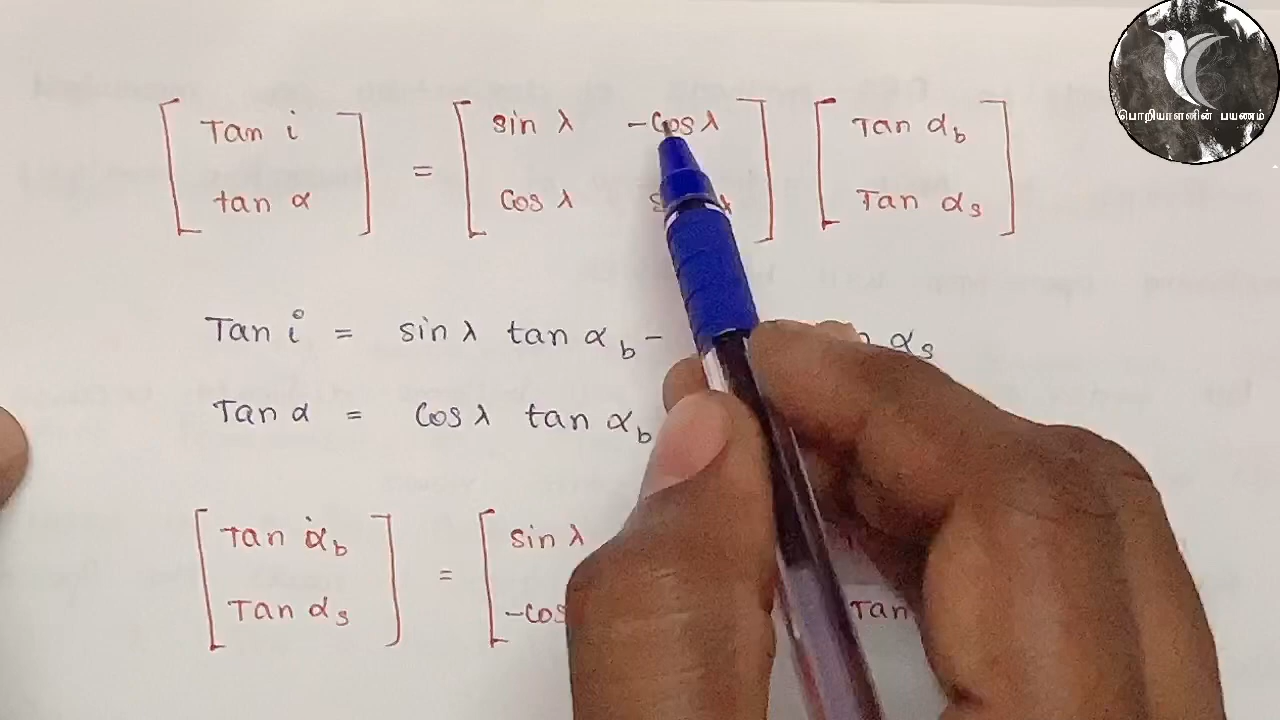 பொறியாளனின் பயணம்
Tan i = sin λ -Cos λ Tan αb
tan α Cos λ Tan αs
Tan i = sin λ tan αb - αs
Tan α = Cos λ tan αb
Tan αb = sin λ
Tan αs -Cos Tan